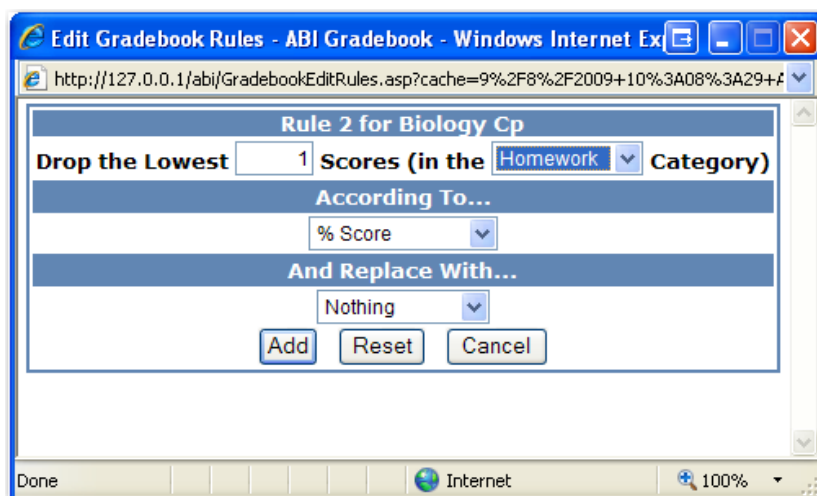 Edit Gradebook Rules - ABI Gradebook - Windows Internet Ex
http://127.0.0.1/abi/GradebookEditRules.asp?cache=9%2F8%2F2009+10%3A08%3A29+A
Rule 2 for Biology Cp
Drop the Lowest 1 Scores (in the Homework Category)
According To...
% Score
And Replace With...
Nothing
Add Reset Cancel
Done Internet 100%